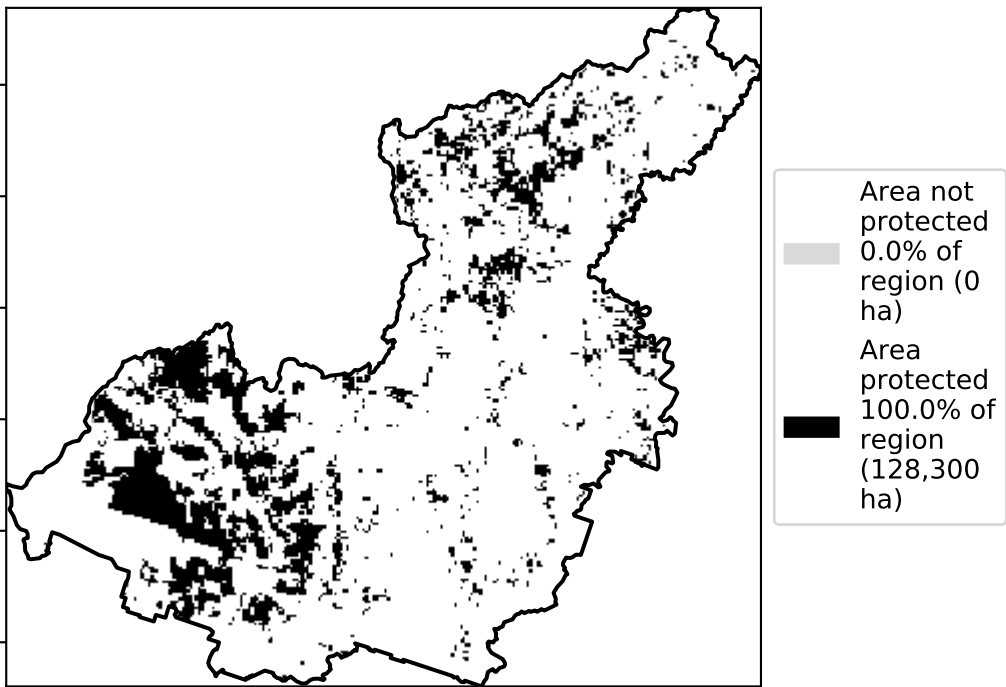 Area not
protected
0.0% of
region (0
ha)
Area
protected
100.0% of
region
(128,300
ha)